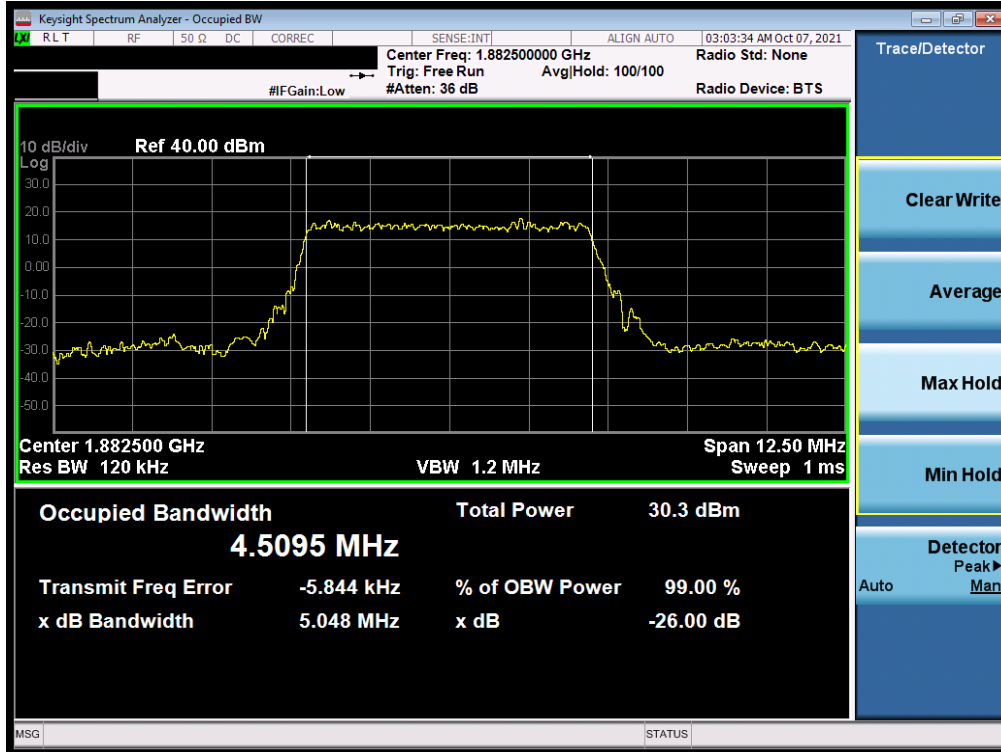 Keysight Spectrum Analyzer - Occupied BW
LXI RLT RF 50 Ω DC CORREC SENSE:INT ALIGN AUTO 03:03:34 AM Oct 07, 2021
Center Freq: 1.882500000 GHz Radio Std: None
Trig: Free Run Avg|Hold: 100/100
#IFGain:Low #Atten: 36 dB Radio Device: BTS
10 dB/div Ref 40.00 dBm
Log
30.0
20.0
10.0
0.00
-10.0
-20.0
-30.0
-40.0
-50.0
Center 1.882500 GHz Span 12.50 MHz
Res BW 120 kHz VBW 1.2 MHz Sweep 1 ms
Occupied Bandwidth Total Power 30.3 dBm
4.5095 MHz
Transmit Freq Error -5.844 kHz % of OBW Power 99.00 %
x dB Bandwidth 5.048 MHz x dB -26.00 dB
MSG STATUS
Trace/Detector
Clear Write
Average
Max Hold
Min Hold
Detector
Peak▶
Auto Man